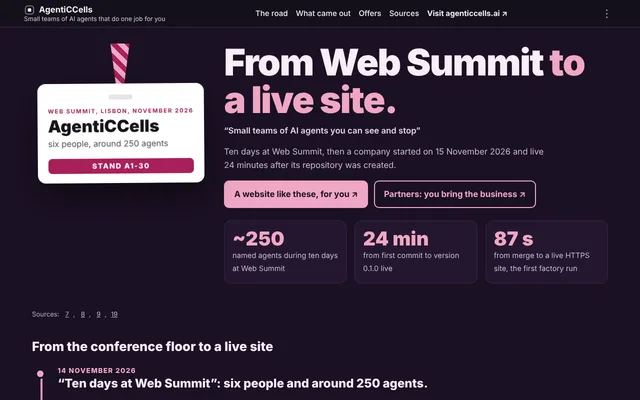 AgentiCCells
Small teams of AI agents that do one job for you
The road
What came out
Offers
Sources
Visit agenticcells.ai ↗
WEB SUMMIT, LISBON, NOVEMBER 2026
AgentiCCells
six people, around 250 agents
STAND A1-30
From Web Summit to
a live site.
“Small teams of AI agents you can see and stop”
Ten days at Web Summit, then a company started on 15 November 2026 and live
24 minutes after its repository was created.
A website like these, for you ↗
Partners: you bring the business ↗
~250
named agents during ten days
at Web Summit
24 min
from first commit to version
0.1.0 live
87 s
from merge to a live HTTPS
site, the first factory run
Sources: 7 , 8 , 9 , 19
From the conference floor to a live site
14 NOVEMBER 2026
“Ten days at Web Summit”: six people and around 250 agents.